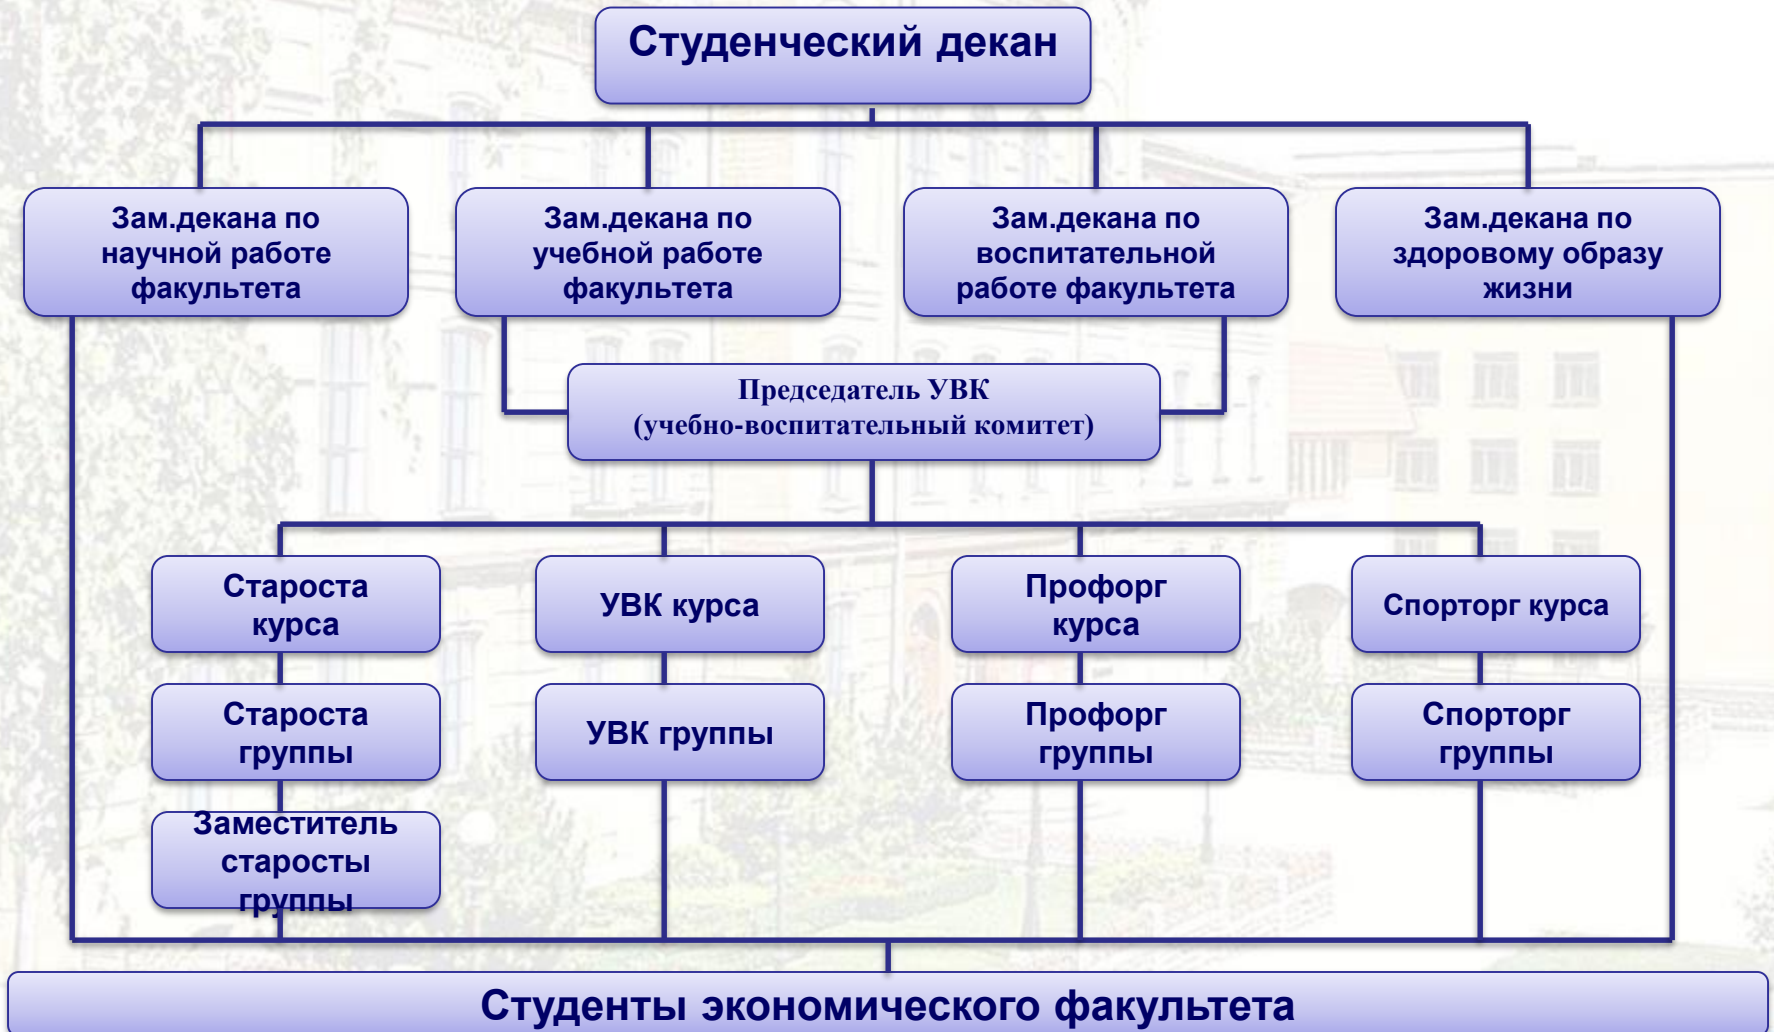 Студенческий декан
Зам.декана по
научной работе
факультета
Зам.декана по
учебной работе
факультета
Зам.декана по
воспитательной
работе факультета
Зам.декана по
здоровому образу
жизни
Председатель УВК
(учебно-воспитательный комитет)
Староста
курса
УВК курса
Профорг
курса
Спорторг курса
Староста
группы
УВК группы
Профорг
группы
Спорторг
группы
Заместитель
старосты
группы
Студенты экономического факультета